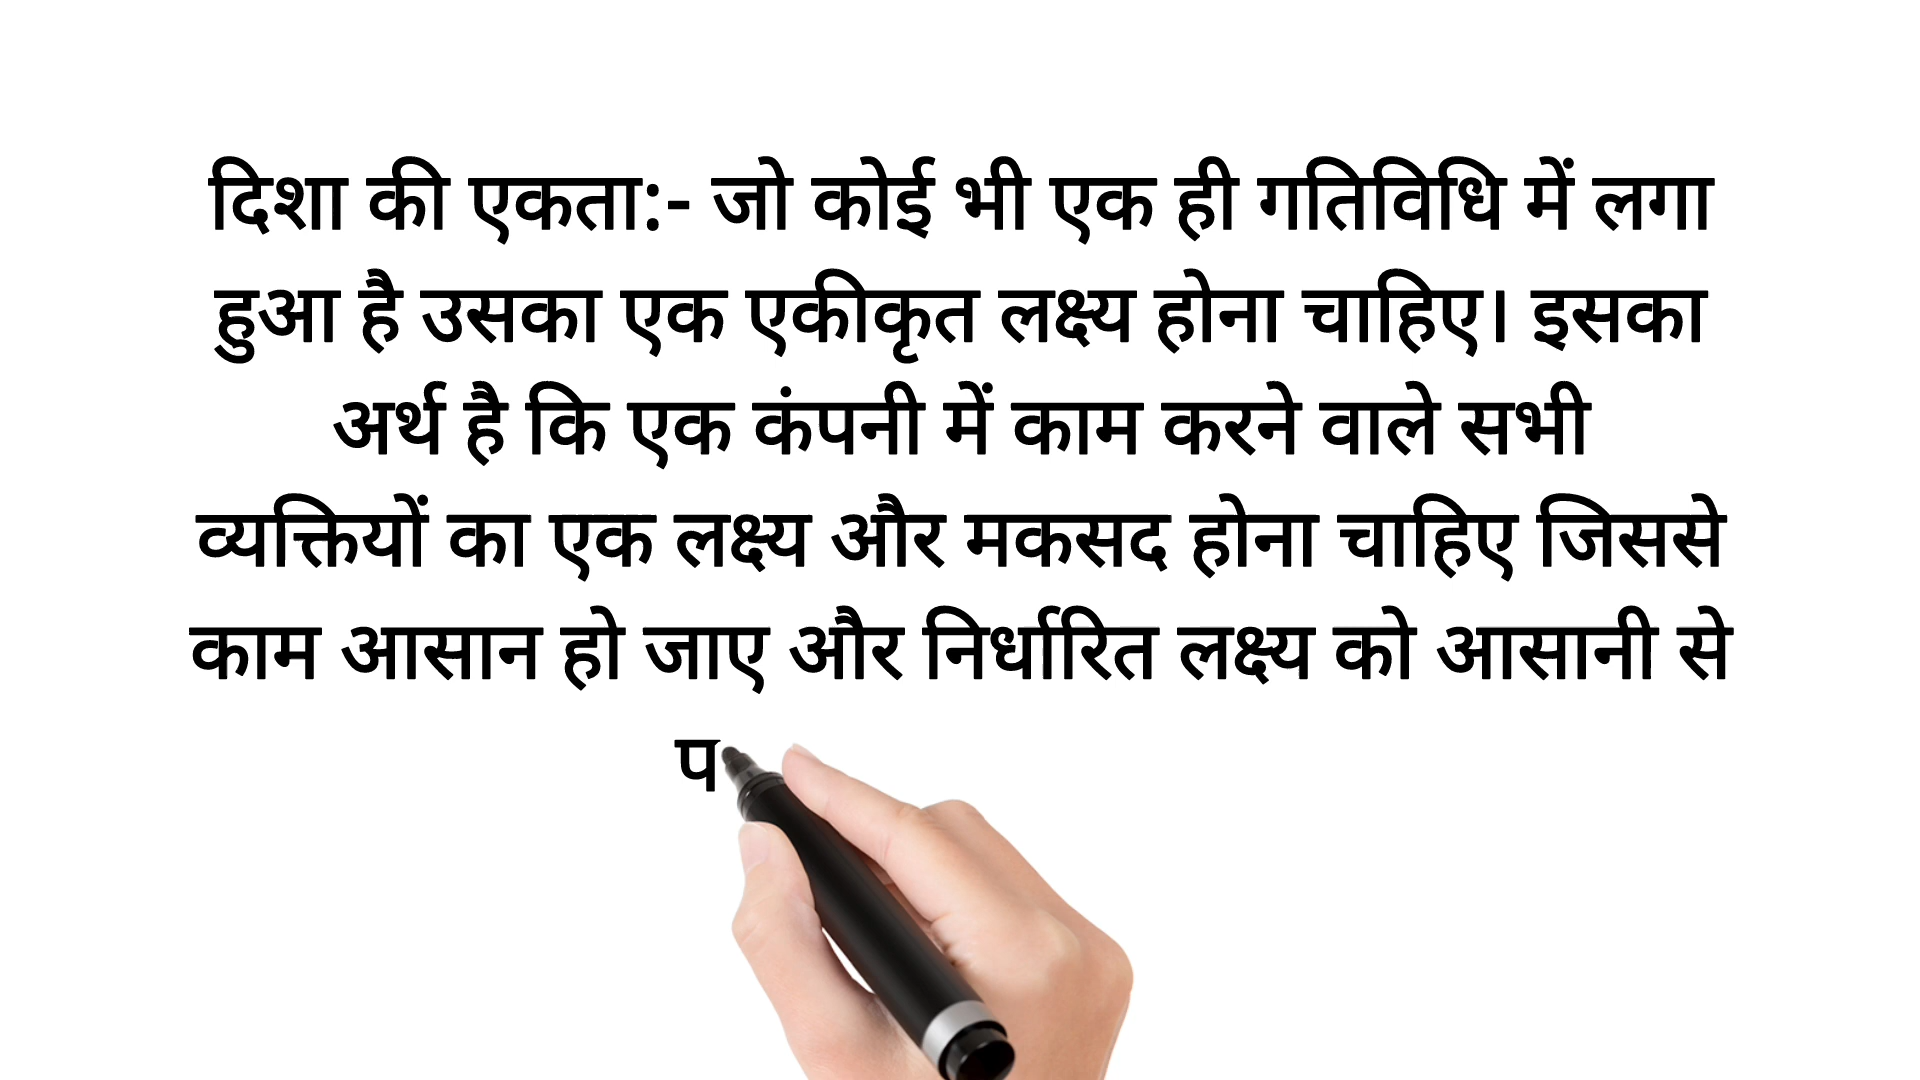 दिशा की एकता:- जो कोई भी एक ही गतिविधि में लगा
हुआ है उसका एक एकीकृत लक्ष्य होना चाहिए। इसका
अर्थ है कि एक कंपनी में काम करने वाले सभी
व्यक्तियों का एक लक्ष्य और मकसद होना चाहिए जिससे
काम आसान हो जाए और निर्धारित लक्ष्य को आसानी से
प